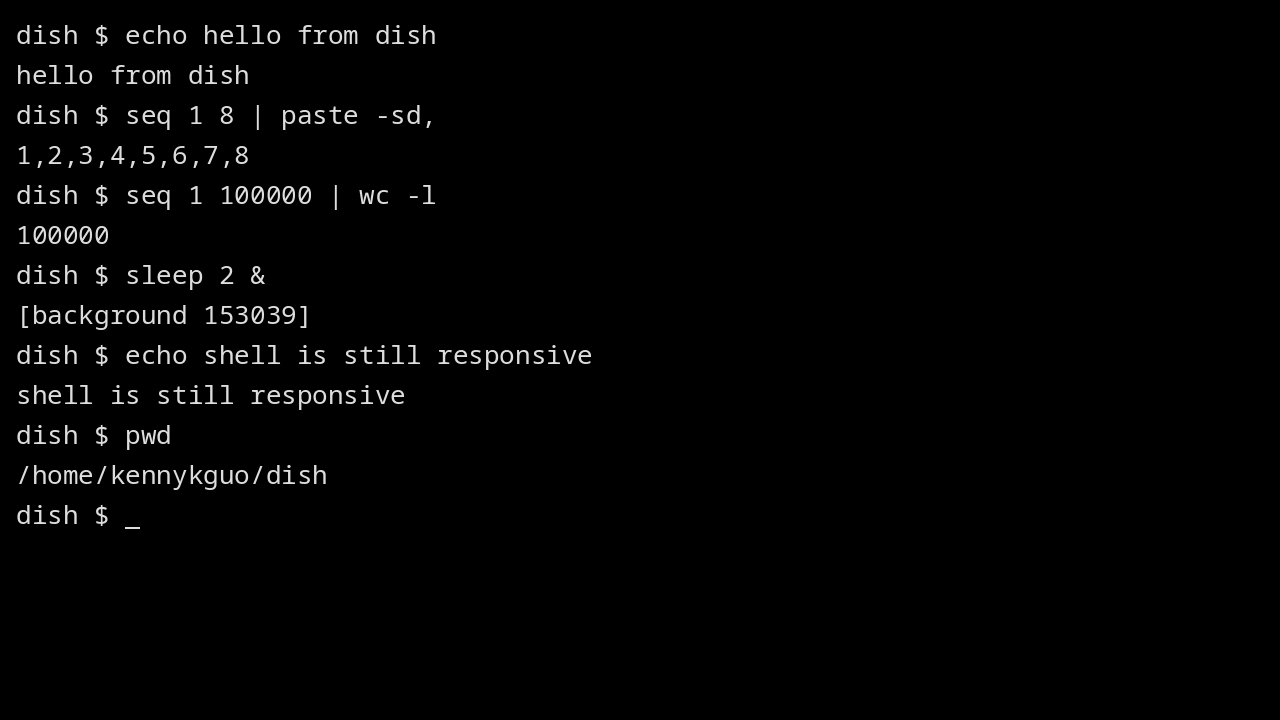 dish $ echo hello from dish
hello from dish
dish $ seq 1 8 | paste -sd,
1,2,3,4,5,6,7,8
dish $ seq 1 100000 | wc -l
100000
dish $ sleep 2 &
[background 153039]
dish $ echo shell is still responsive
shell is still responsive
dish $ pwd
/home/kennykguo/dish
dish $ _